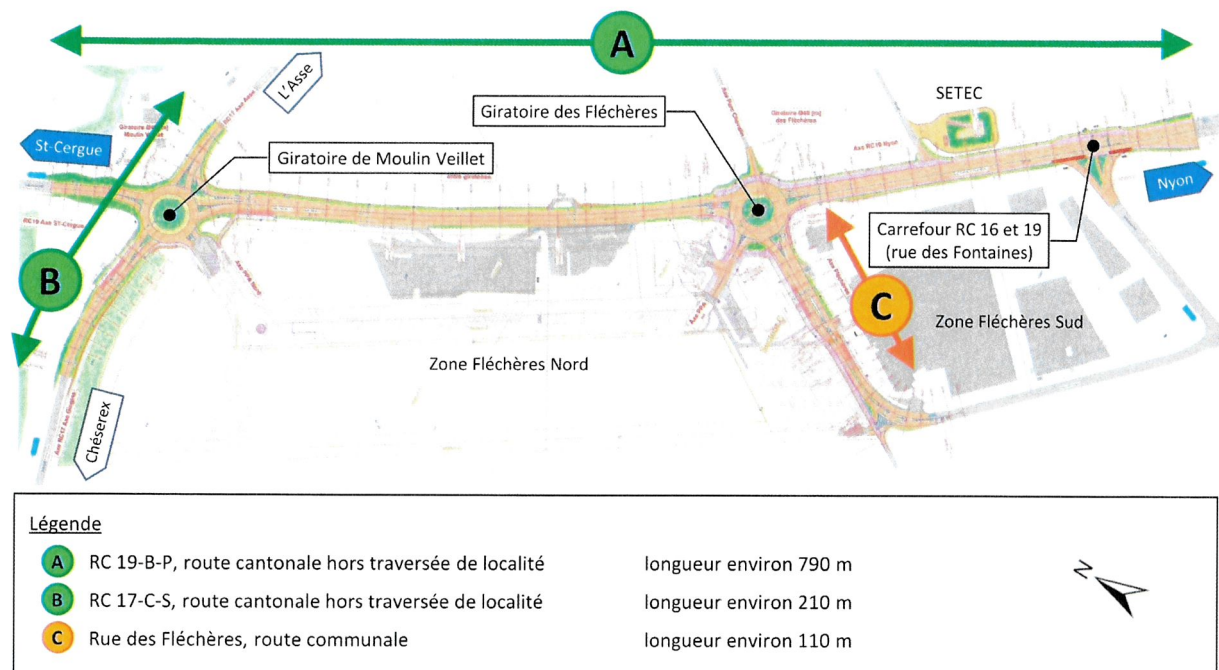 A
L'Asse
SETEC
Giratoire des Fléchères
St-Cergue
Giratoire de Moulin Veillet
Nyon
Carrefour RC 16 et 19
(rue des Fontaines)
B
C
Zone Fléchères Sud
Zone Fléchères Nord
Chéserex
Légende
A RC 19-B-P, route cantonale hors traversée de localité longueur environ 790 m
B RC 17-C-S, route cantonale hors traversée de localité longueur environ 210 m
C Rue des Fléchères, route communale longueur environ 110 m
N